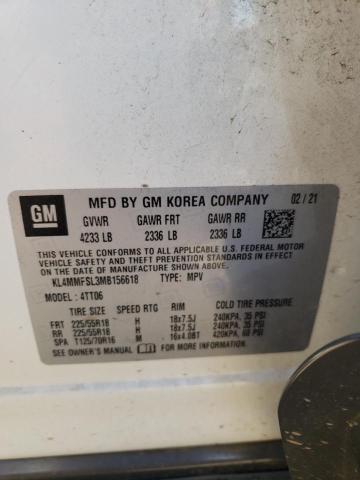 GM
MFD BY GM KOREA COMPANY 02/21
GVWR GAWR FRT GAWR RR
4233 LB 2336 LB 2336 LB
THIS VEHICLE CONFORMS TO ALL APPLICABLE U.S. FEDERAL MOTOR
VEHICLE SAFETY AND THEFT PREVENTION STANDARDS IN EFFECT
ON THE DATE OF MANUFACTURE SHOWN ABOVE.
KL4MMFSL3MB156618 TYPE: MPV
MODEL: 4TT06
TIRE SIZE SPEED RTG RIM COLD TIRE PRESSURE
FRT 225/55R18 H 18x7.5J 240KPA, 35 PSI
RR 225/55R18 H 18x7.5J 240KPA, 35 PSI
SPA T125/70R16 M 16x4.0BT 420KPA, 60 PSI
SEE OWNER'S MANUAL FOR MORE INFORMATION.